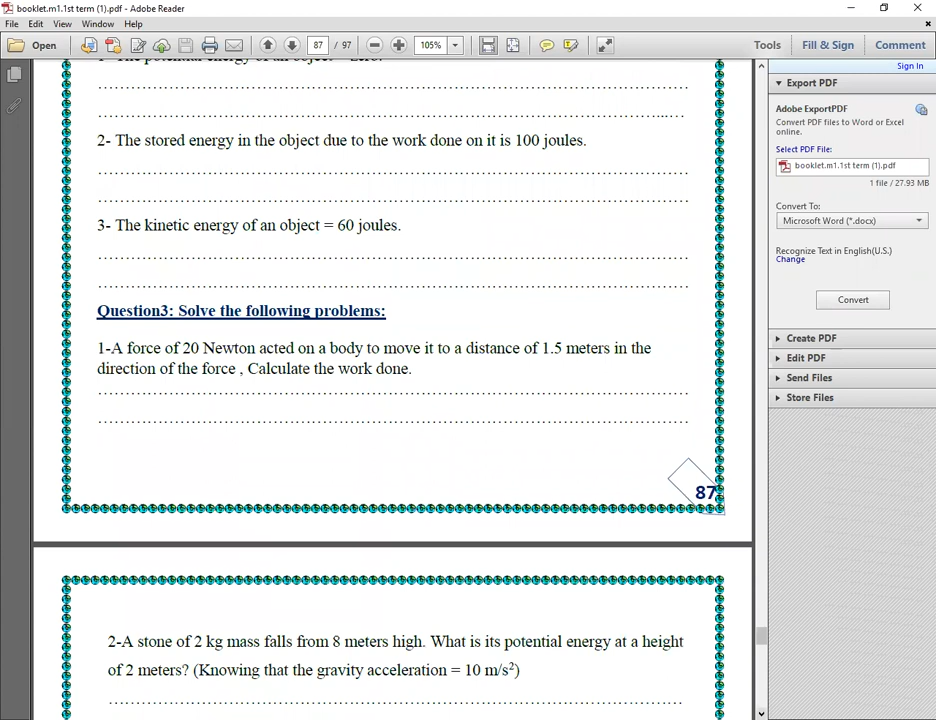 booklet.m1.1st term (1).pdf - Adobe Reader
File Edit View Window Help
Open 87 / 97 105% Tools Fill & Sign Comment
Sign In
1- The potential energy of an object = zero.
2- The stored energy in the object due to the work done on it is 100 joules.
3- The kinetic energy of an object = 60 joules.
Question3: Solve the following problems:
1-A force of 20 Newton acted on a body to move it to a distance of 1.5 meters in the
direction of the force , Calculate the work done.
87
2-A stone of 2 kg mass falls from 8 meters high. What is its potential energy at a height
of 2 meters? (Knowing that the gravity acceleration = 10 m/s²)
Export PDF
Adobe ExportPDF
Convert PDF files to Word or Excel
online.
Select PDF File:
booklet.m1.1st term (1).pdf
1 file / 27.93 MB
Convert To:
Microsoft Word (*.docx)
Recognize Text in English(U.S.)
Change
Convert
Create PDF
Edit PDF
Send Files
Store Files